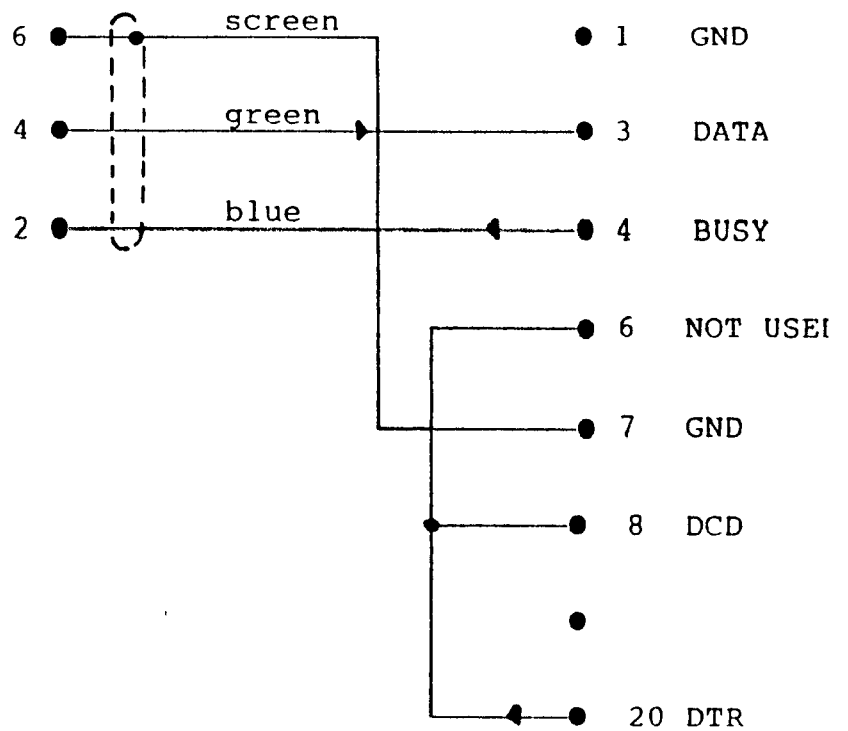 6 screen 1 GND
4 green 3 DATA
2 blue 4 BUSY
6 NOT USEI
7 GND
8 DCD
20 DTR